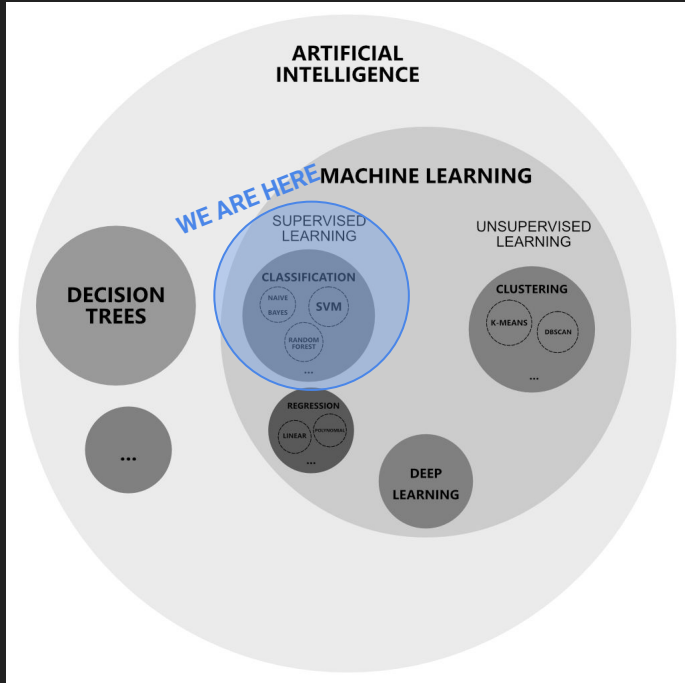 ARTIFICIAL
INTELLIGENCE
WE ARE HERE
MACHINE LEARNING
SUPERVISED
LEARNING
UNSUPERVISED
LEARNING
CLASSIFICATION
NAIVE
BAYES
SVM
RANDOM
FOREST
...
CLUSTERING
K-MEANS
DBSCAN
...
DECISION
TREES
...
REGRESSION
LINEAR
POLYNOMIAL
...
DEEP
LEARNING